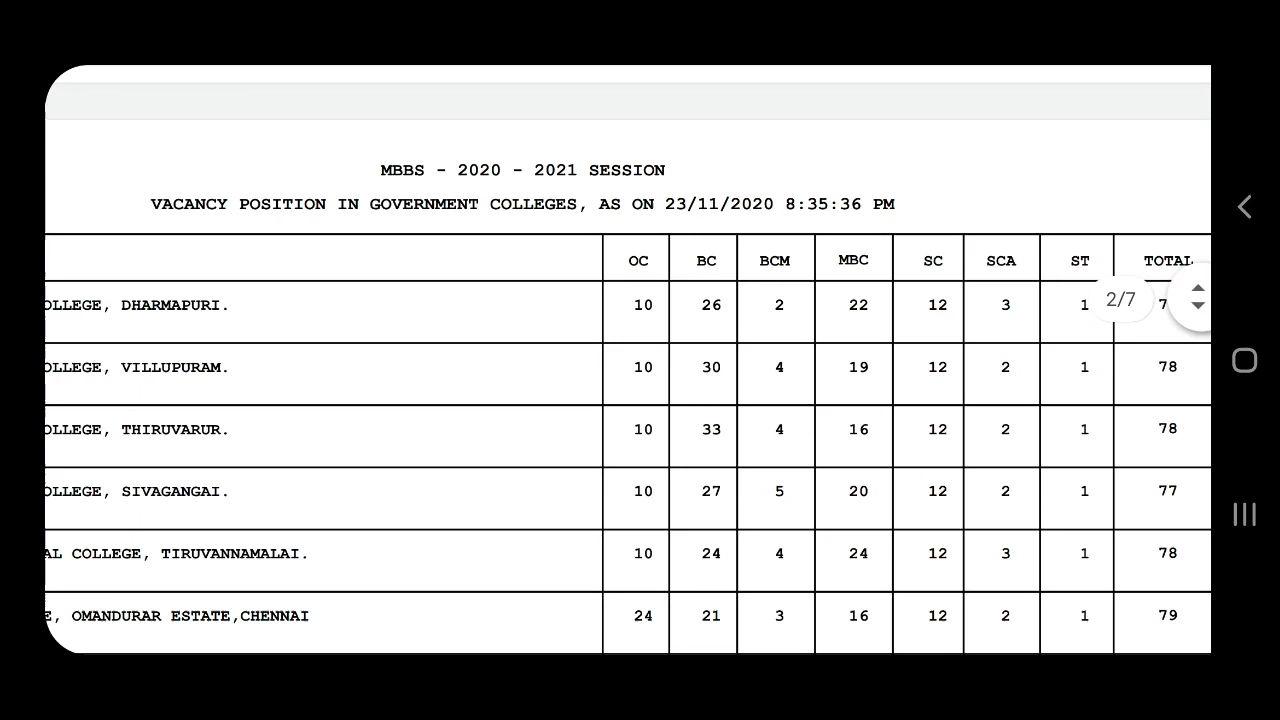 MBBS - 2020 - 2021 SESSION
VACANCY POSITION IN GOVERNMENT COLLEGES, AS ON 23/11/2020 8:35:36 PM
OC BC BCM MBC SC SCA ST TOTAL
OLLEGE, DHARMAPURI. 10 26 2 22 12 3 1 7
2/7
OLLEGE, VILLUPURAM. 10 30 4 19 12 2 1 78
OLLEGE, THIRUVARUR. 10 33 4 16 12 2 1 78
OLLEGE, SIVAGANGAI. 10 27 5 20 12 2 1 77
AL COLLEGE, TIRUVANNAMALAI. 10 24 4 24 12 3 1 78
E, OMANDURAR ESTATE,CHENNAI 24 21 3 16 12 2 1 79